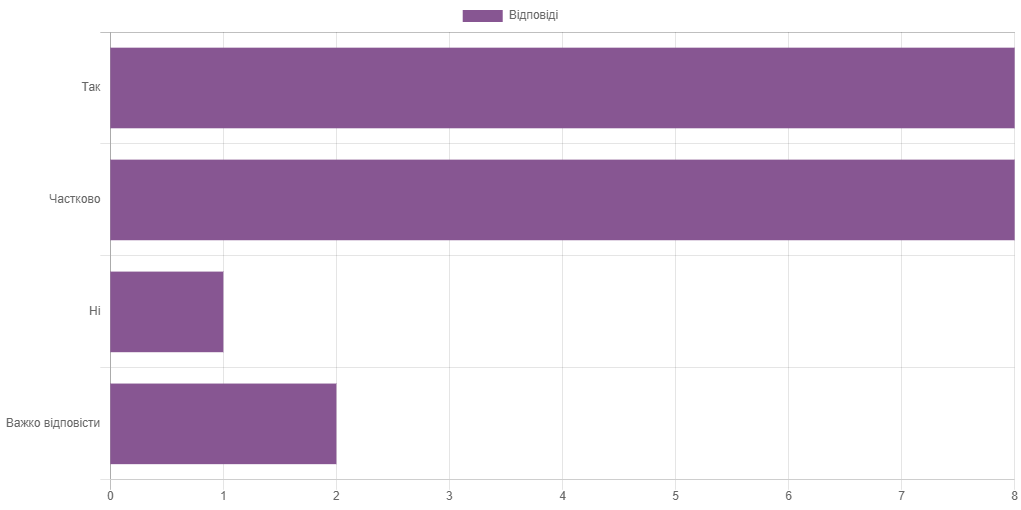 Відповіді
Так
Частково
Ні
Важко відповісти
0 1 2 3 4 5 6 7 8